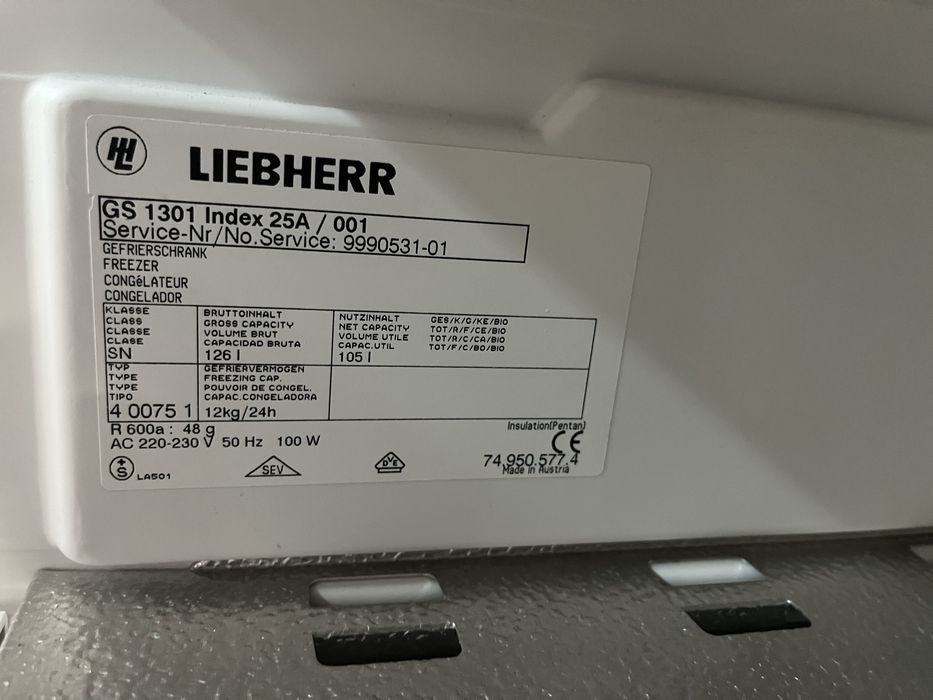 HL
LIEBHERR
GS 1301 Index 25A / 001
Service-Nr/No.Service: 9990531-01
GEFRIERSCHRANK
FREEZER
CONGéLATEUR
CONGELADOR
KLASSE
CLASS
CLASSE
CLASE
SN
BRUTTOINHALT
GROSS CAPACITY
VOLUME BRUT
CAPACIDAD BRUTA
126 l
NUTZINHALT GES/K/G/KE/BIO
NET CAPACITY TOT/R/F/CE/BIO
VOLUME UTILE TOT/R/C/CA/BIO
CAPAC.UTIL TOT/F/C/BO/BIO
105 l
TYP
TYPE
TYPE
TIPO
4 0075 1
GEFRIERVERMOGEN
FREEZING CAP.
POUVOIR DE CONGEL.
CAPAC.CONGELADORA
12kg/24h
R 600a : 48 g
AC 220-230 V 50 Hz 100 W
Insulation(Pentan)
CE
74.950.577.4
Made in Austria
S LA501
SEV
DVE